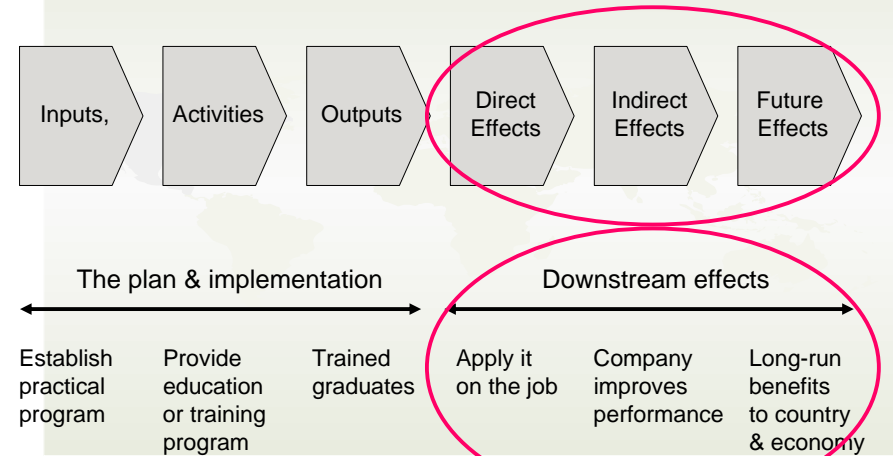 Inputs,
Activities
Outputs
Direct
Effects
Indirect
Effects
Future
Effects
The plan & implementation
Downstream effects
Establish
practical
program
Provide
education
or training
program
Trained
graduates
Apply it
on the job
Company
improves
performance
Long-run
benefits
to country
& economy